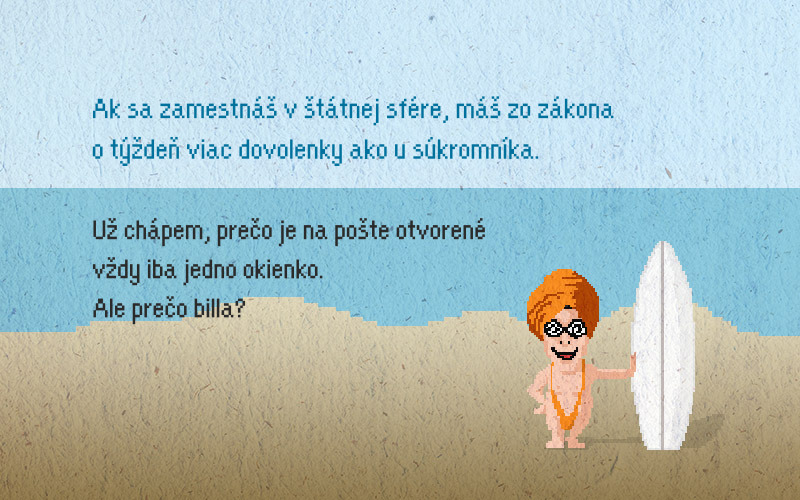 Ak sa zamestnáš v štátnej sfére, máš zo zákona
o týždeň viac dovolenky ako u súkromníka.
Už chápem, prečo je na pošte otvorené
vždy iba jedno okienko.
Ale prečo billa?